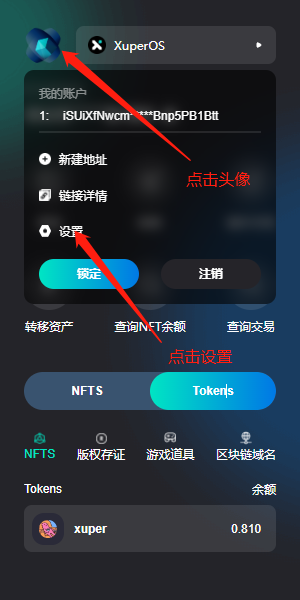 XuperOS
我的账户
1: iSUiXfNwcm*****Bnp5PB1Btt
新建地址
点击头像
链接详情
设置
锁定 注销
转移资产 查询NFT余额 查询交易
点击设置
NFTS Tokens
NFTS 版权存证 游戏道具 区块链域名
Tokens 余额
xuper 0.810